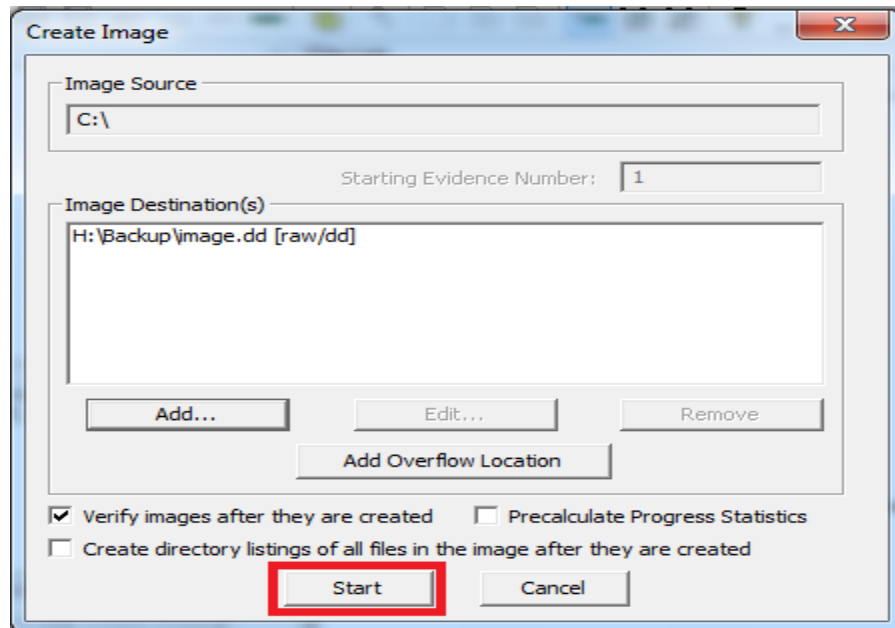 Create Image
Image Source
C:\
Starting Evidence Number: 1
Image Destination(s)
H:\Backup\image.dd [raw/dd]
Add... Edit... Remove
Add Overflow Location
Verify images after they are created Precalculate Progress Statistics
Create directory listings of all files in the image after they are created
Start Cancel